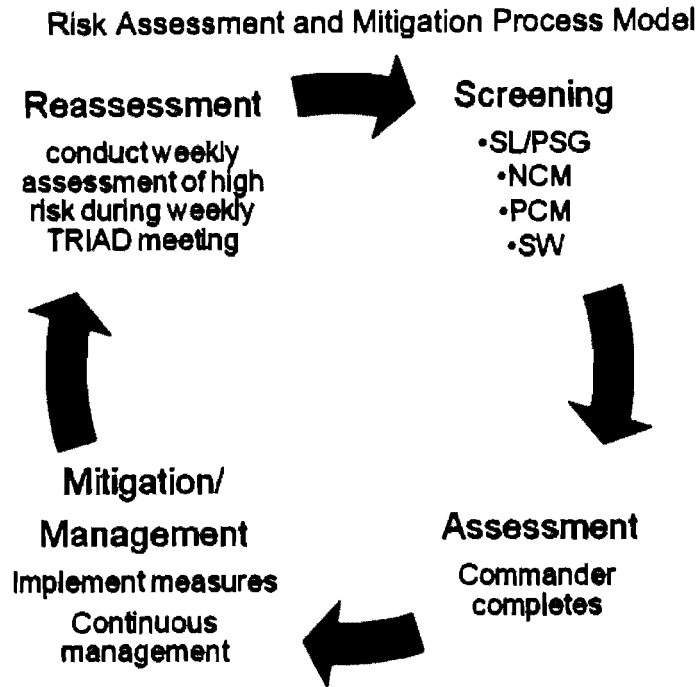 Risk Assessment and Mitigation Process Model
Reassessment
conduct weekly
assessment of high
risk during weekly
TRIAD meeting
Screening
•SL/PSG
•NCM
•PCM
•SW
Assessment
Commander
completes
Mitigation/
Management
Implement measures
Continuous
management